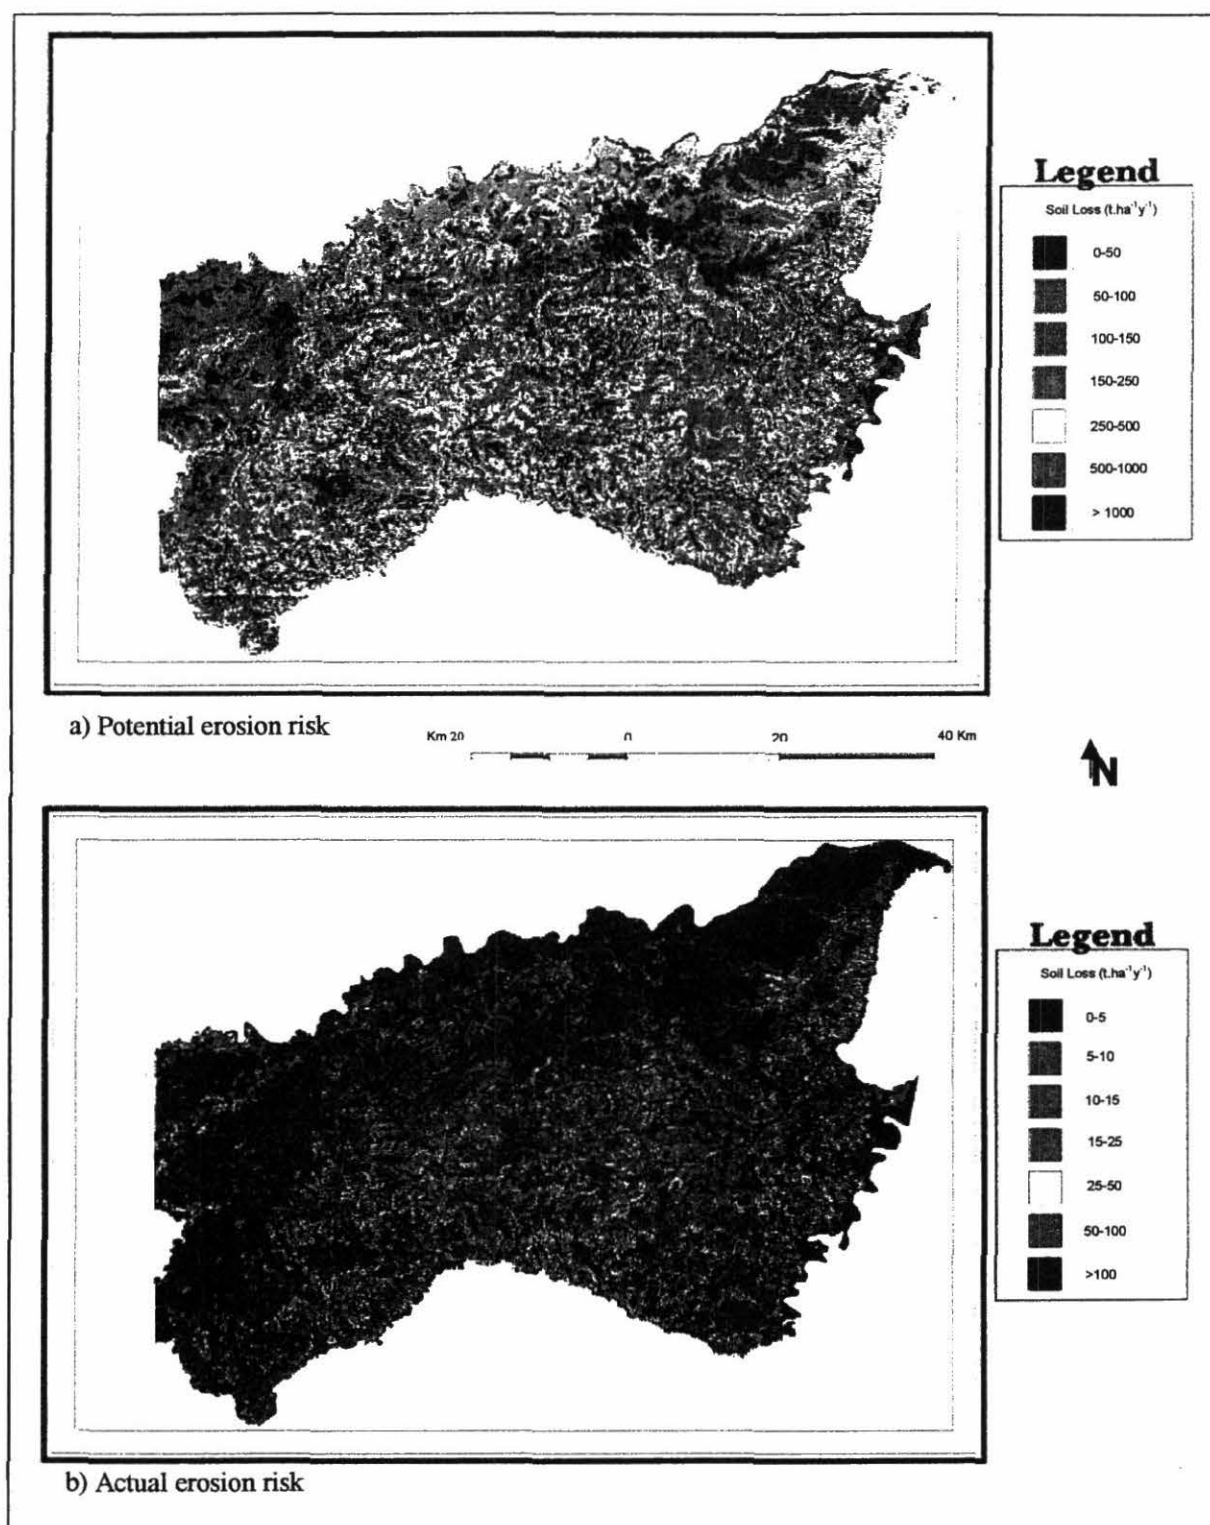 Legend
Soil Loss (t.ha⁻¹y⁻¹)
0-50
50-100
100-150
150-250
250-500
500-1000
> 1000
a) Potential erosion risk
Km 20 0 20 40 Km
N
Legend
Soil Loss (t.ha⁻¹y⁻¹)
0-5
5-10
10-15
15-25
25-50
50-100
>100
b) Actual erosion risk